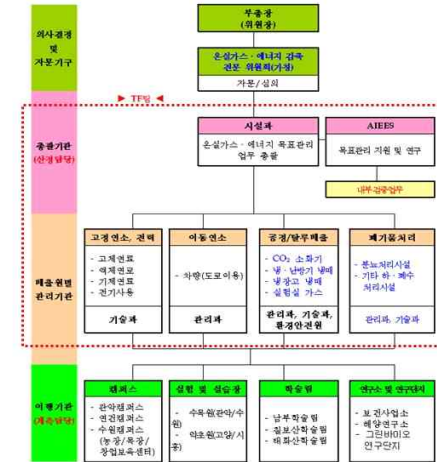 의사결정
및
자문기구
부총장
(위원장)
온실가스·에너지 감축
전문 위원회(가칭)
자문/심의
▶ TF팀 ◀
총괄기관
(산정담당)
시설과
온실가스·에너지 목표관리
업무 총괄
AIEES
목표관리 지원 및 연구
내부검증업무
배출원별
관리기관
고정연소, 전력
- 고체연료
- 액체연료
- 기체연료
- 전기사용
기술과
이동연소
- 차량(도로이용)
관리과
공정/탈루배출
- CO₂ 소화기
- 냉·난방기 냉매
- 냉장고 냉매
- 실험실 가스
관리과, 기술과,
환경안전원
폐기물처리
- 분뇨처리시설
- 기타 하·폐수
처리시설
관리과, 기술과
이행기관
(계측담당)
캠퍼스
- 관악캠퍼스
- 연건캠퍼스
- 수원캠퍼스
(농장/목장/
창업보육센터)
실험 및 실습장
- 수목원(관악/수
원)
- 약초원(고양/시
흥)
학술림
- 남부학술림
- 칠보산학술림
- 태화산학술림
연구소 및 연구단지
- 보건사업소
- 해양연구소
- 그린바이오
연구단지